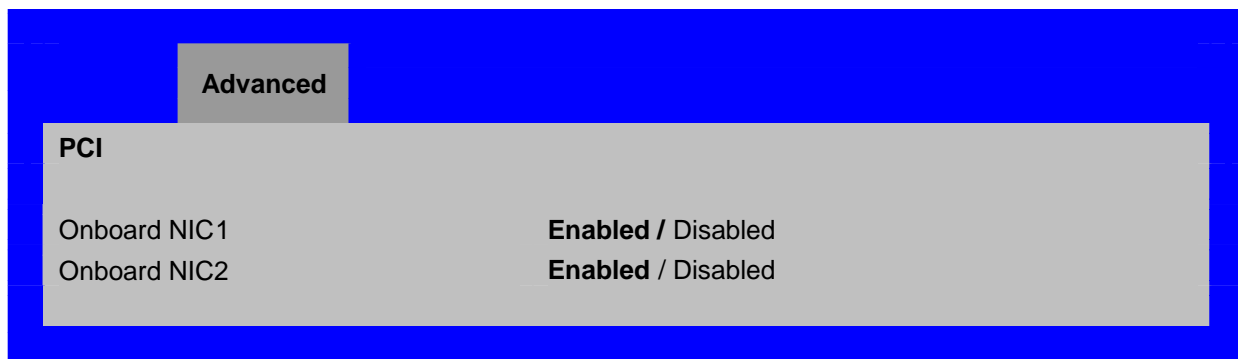 Advanced
PCI
Onboard NIC1 Enabled / Disabled
Onboard NIC2 Enabled / Disabled